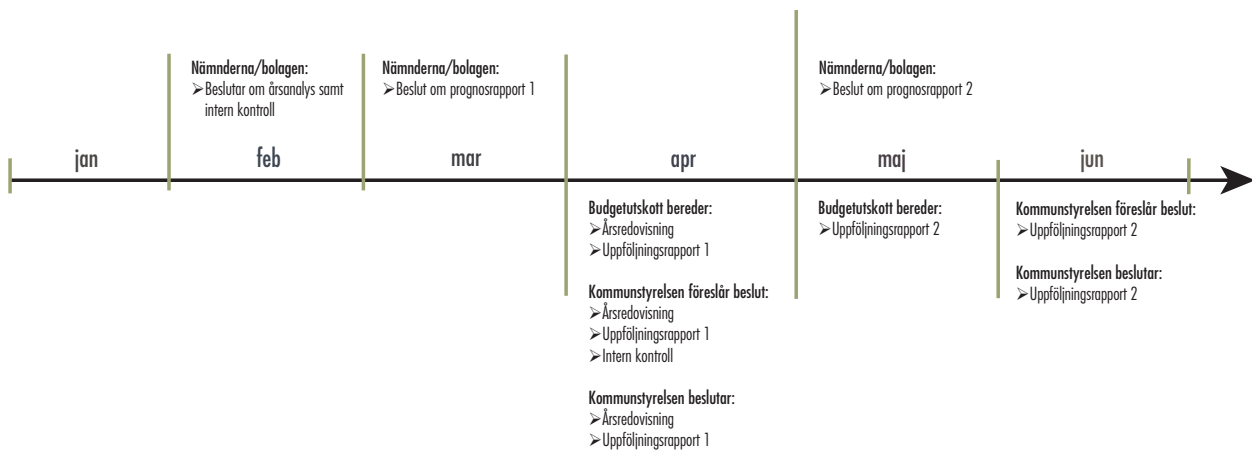 Nämnderna/bolagen:
➢Beslutar om årsanalys samt
intern kontroll
Nämnderna/bolagen:
➢Beslut om prognosrapport 1
Nämnderna/bolagen:
➢Beslut om prognosrapport 2
jan
feb
mar
apr
maj
jun
Budgetutskott bereder:
➢Årsredovisning
➢Uppföljningsrapport 1
Kommunstyrelsen föreslår beslut:
➢Årsredovisning
➢Uppföljningsrapport 1
➢Intern kontroll
Kommunstyrelsen beslutar:
➢Årsredovisning
➢Uppföljningsrapport 1
Budgetutskott bereder:
➢Uppföljningsrapport 2
Kommunstyrelsen föreslår beslut:
➢Uppföljningsrapport 2
Kommunstyrelsen beslutar:
➢Uppföljningsrapport 2